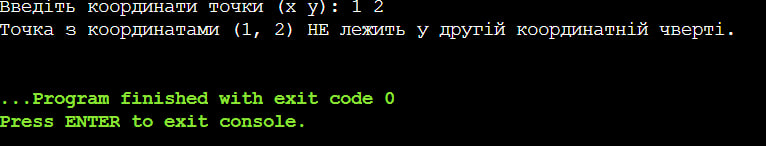 Введіть координати точки (x y): 1 2
Точка з координатами (1, 2) НЕ лежить у другій координатній чверті.
...Program finished with exit code 0
Press ENTER to exit console.